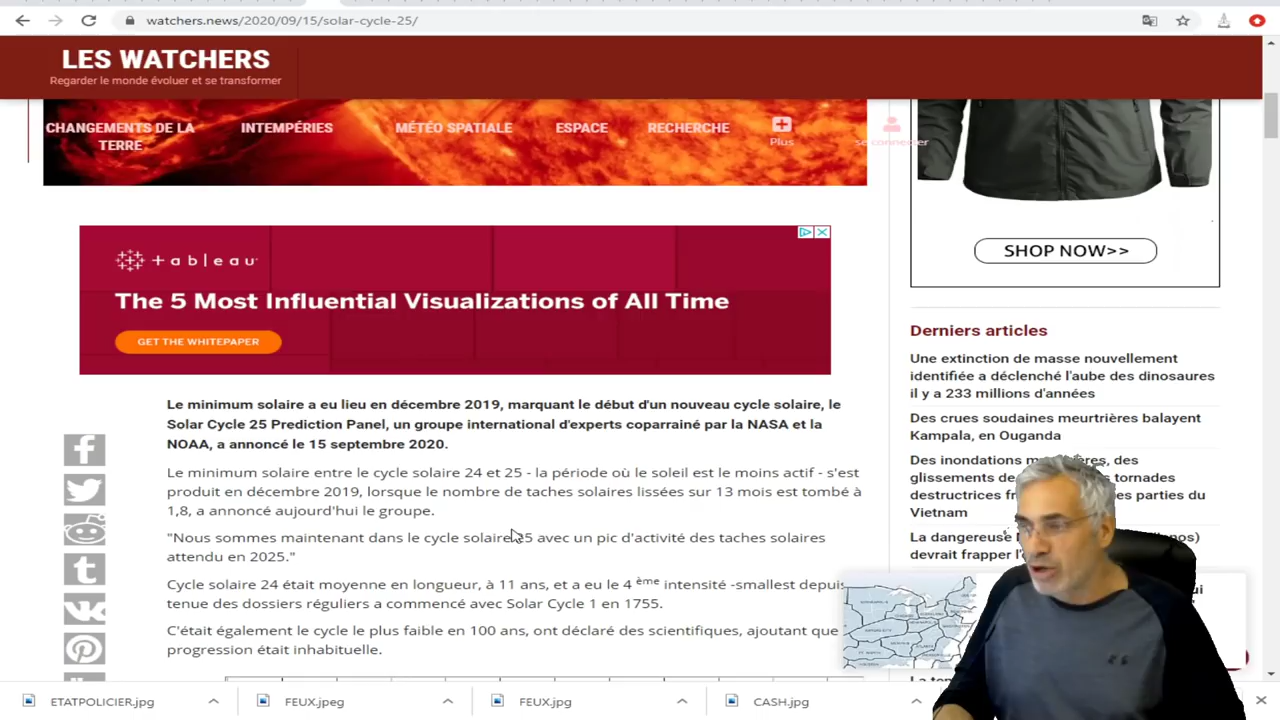 watchers.news/2020/09/15/solar-cycle-25/
LES WATCHERS
Regarder le monde évoluer et se transformer
CHANGEMENTS DE LA TERRE
INTEMPÉRIES
MÉTÉO SPATIALE
ESPACE
RECHERCHE
Plus
se connecter
+ableau
The 5 Most Influential Visualizations of All Time
GET THE WHITEPAPER
SHOP NOW>>
Le minimum solaire a eu lieu en décembre 2019, marquant le début d'un nouveau cycle solaire, le
Solar Cycle 25 Prediction Panel, un groupe international d'experts coparrainé par la NASA et la
NOAA, a annoncé le 15 septembre 2020.
Le minimum solaire entre le cycle solaire 24 et 25 - la période où le soleil est le moins actif - s'est
produit en décembre 2019, lorsque le nombre de taches solaires lissées sur 13 mois est tombé à
1,8, a annoncé aujourd'hui le groupe.
"Nous sommes maintenant dans le cycle solaire 25 avec un pic d'activité des taches solaires
attendu en 2025."
Cycle solaire 24 était moyenne en longueur, à 11 ans, et a eu le 4 ème intensité -smallest depuis
tenue des dossiers réguliers a commencé avec Solar Cycle 1 en 1755.
C'était également le cycle le plus faible en 100 ans, ont déclaré des scientifiques, ajoutant que
progression était inhabituelle.
Derniers articles
Une extinction de masse nouvellement
identifiée a déclenché l'aube des dinosaures
il y a 233 millions d'années
Des crues soudaines meurtrières balayent
Kampala, en Ouganda
Des inondations des
glissements de tornades
destructrices parties du
Vietnam
La dangereuse
devrait frapper
ETATPOLICIER.jpg
FEUX.jpeg
FEUX.jpg
CASH.jpg